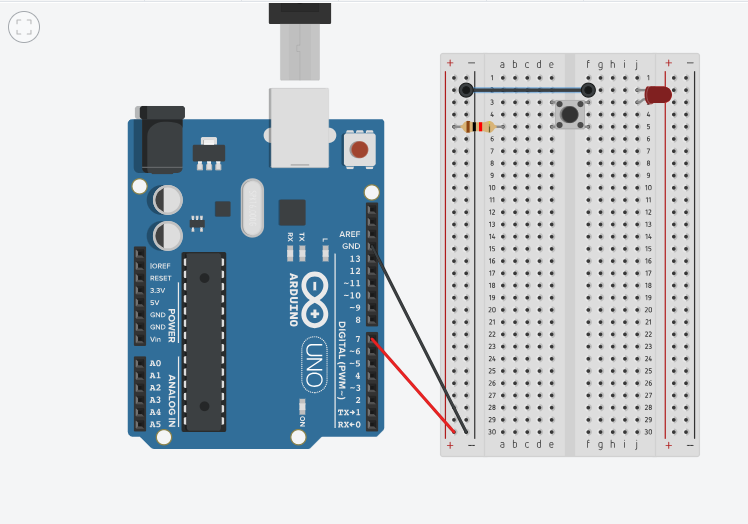 AREF
GND
13
12
~11
~10
~9
8
7
~6
~5
4
~3
2
TX→1
RX←0
RX
TX
L
ARDUINO
UNO
DIGITAL (PWM~)
ON
IOREF
RESET
3.3V
5V
GND
GND
Vin
POWER
A0
A1
A2
A3
A4
A5
ANALOG IN
+ − a b c d e f g h i j + −
1 1
2
3 3
4 4
5 5
6 6
7 7
8 8
9 9
10 10
11 11
12 12
13 13
14 14
15 15
16 16
17 17
18 18
19 19
20 20
21 21
22 22
23 23
24 24
25 25
26 26
27 27
28 28
29 29
30 30
+ − a b c d e f g h i j + −